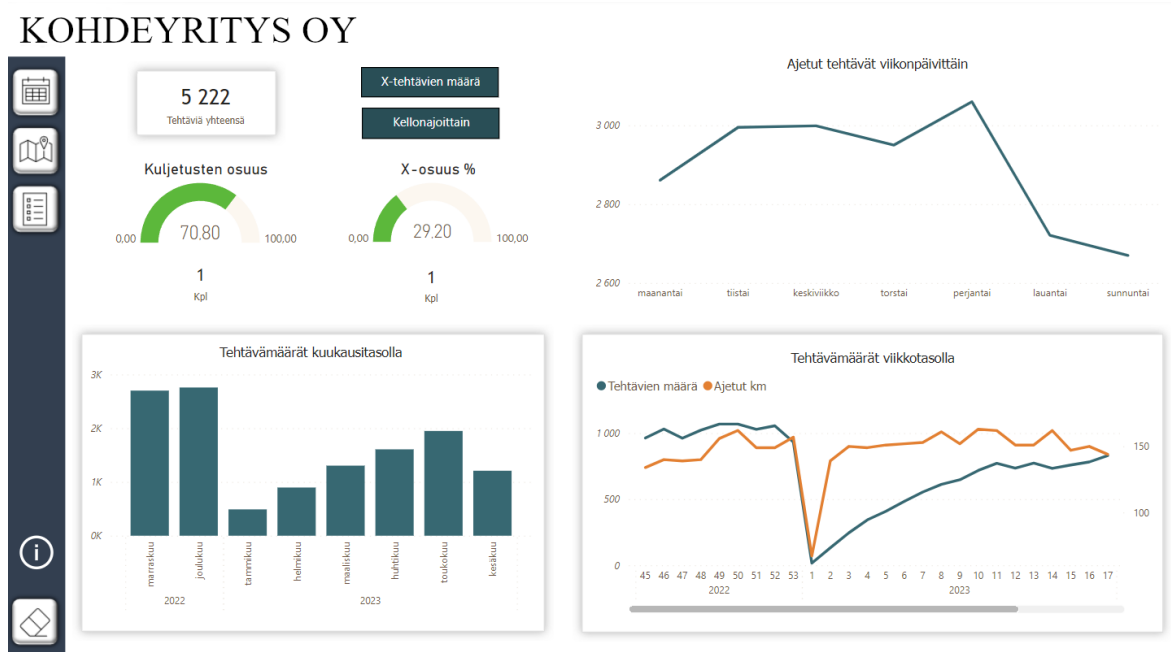 KOHDEYRITYS OY
5 222
Tehtäviä yhteensä
X-tehtävien määrä
Kellonajoittain
Kuljetusten osuus
70,80
0,00
100,00
1
Kpl
X-osuus %
29,20
0,00
100,00
1
Kpl
Ajetut tehtävät viikonpäivittäin
3 000
2 800
2 600
maanantai tiistai keskiviikko torstai perjantai lauantai sunnuntai
Tehtävämäärät kuukausitasolla
3K
2K
1K
0K
marraskuu joulukuu tammikuu helmikuu maaliskuu huhtikuu toukokuu kesäkuu
2022 2023
Tehtävämäärät viikkotasolla
Tehtävien määrä Ajetut km
1 000
500
0
150
100
45 46 47 48 49 50 51 52 53 1 2 3 4 5 6 7 8 9 10 11 12 13 14 15 16 17
2022 2023